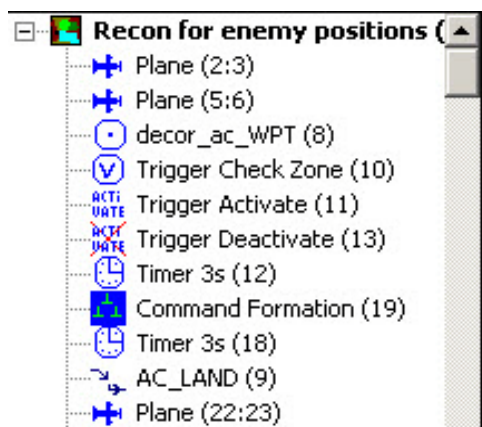 Recon for enemy positions (
Plane (2:3)
Plane (5:6)
decor_ac_WPT (8)
Trigger Check Zone (10)
ACTi VATE Trigger Activate (11)
ACTi VATE Trigger Deactivate (13)
Timer 3s (12)
Command Formation (19)
Timer 3s (18)
AC_LAND (9)
Plane (22:23)